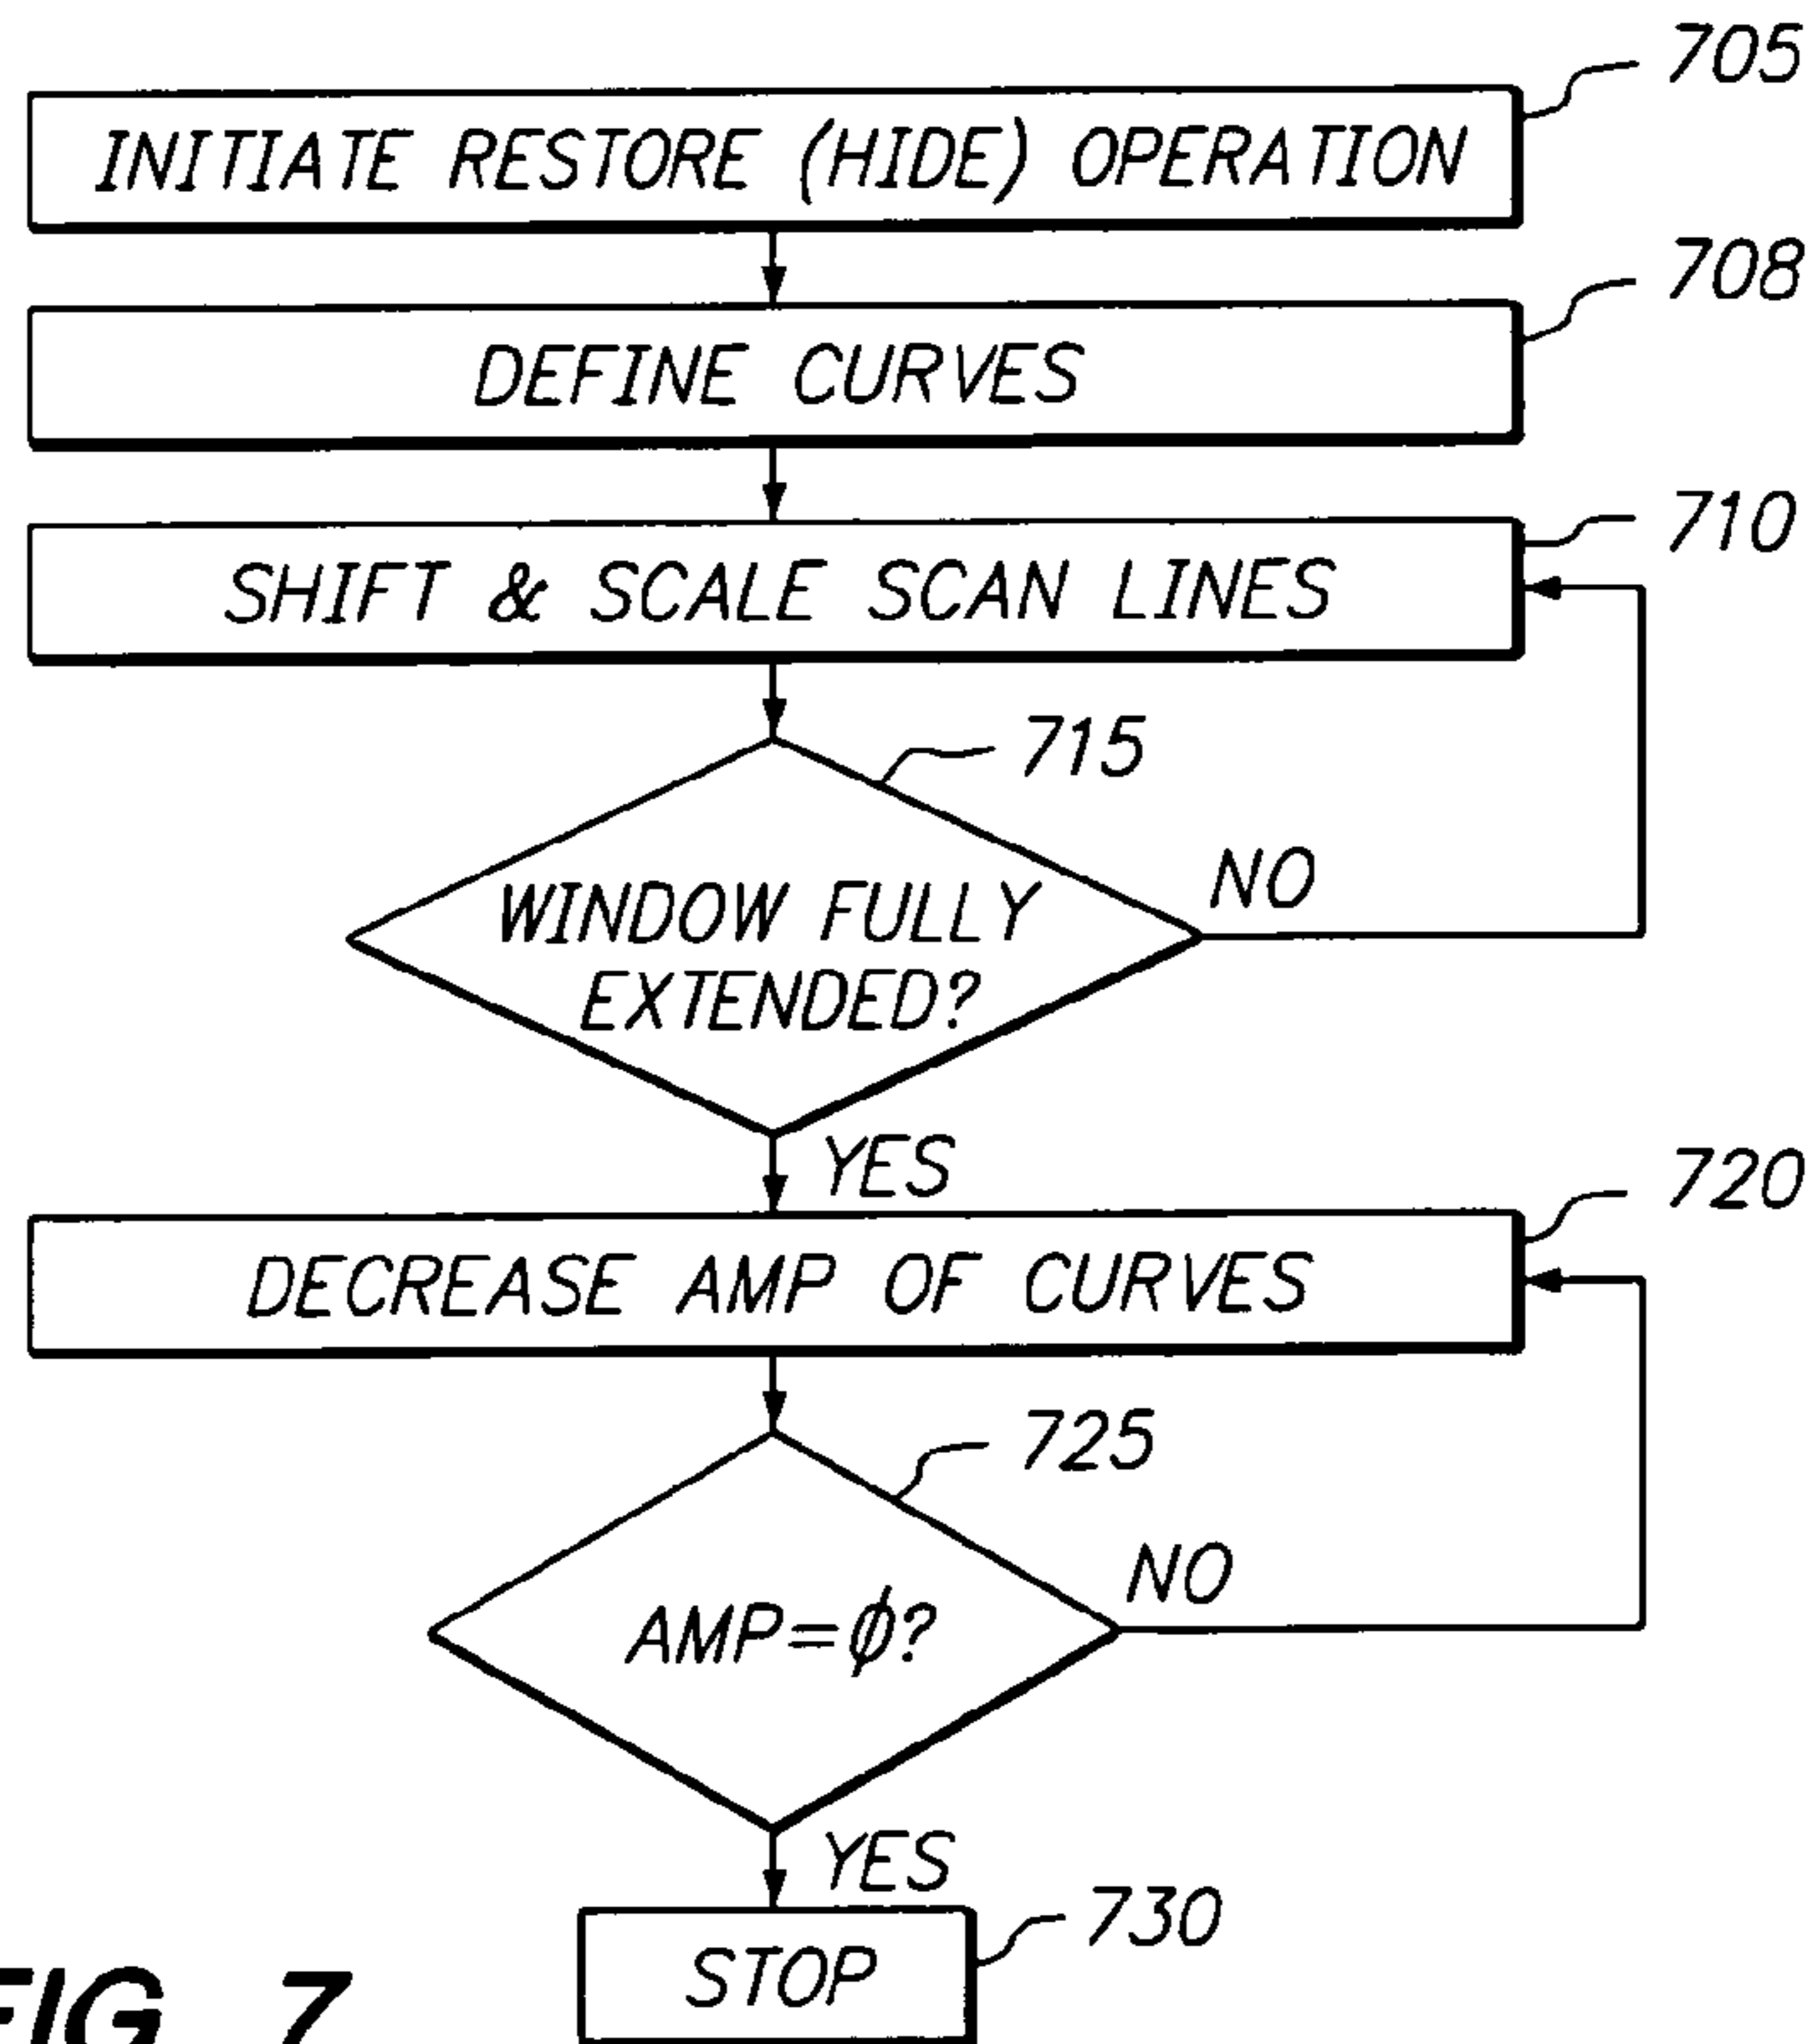 705
INITIATE RESTORE (HIDE) OPERATION
708
DEFINE CURVES
710
SHIFT & SCALE SCAN LINES
715
WINDOW FULLY
EXTENDED?
NO
YES
720
DECREASE AMP OF CURVES
725
AMP=ϕ?
NO
YES
730
STOP
FIG. 7